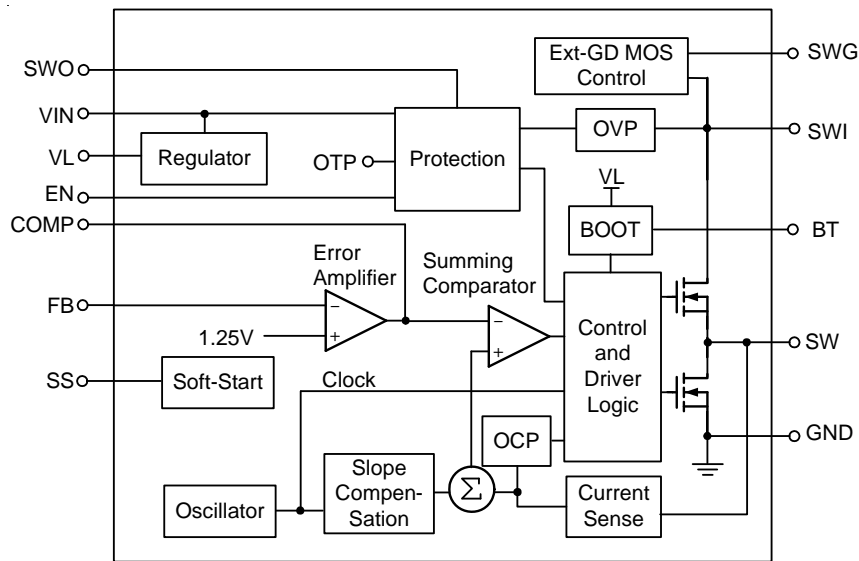 SWO
VIN
VL
EN
COMP
FB
SS
Regulator
OTP
Protection
Ext-GD MOS
Control
OVP
VL
BOOT
SWG
SWI
BT
SW
GND
Error
Amplifier
−
+
1.25V
Summing
Comparator
−
+
Control
and
Driver
Logic
Soft-Start
Clock
OCP
Oscillator
Slope
Compen-
Sation
Σ
Current
Sense